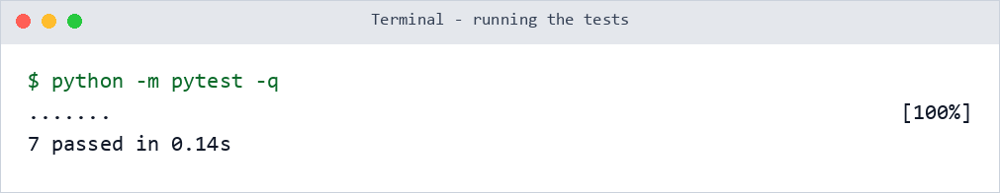 Terminal - running the tests
$ python -m pytest -q
....... [100%]
7 passed in 0.14s